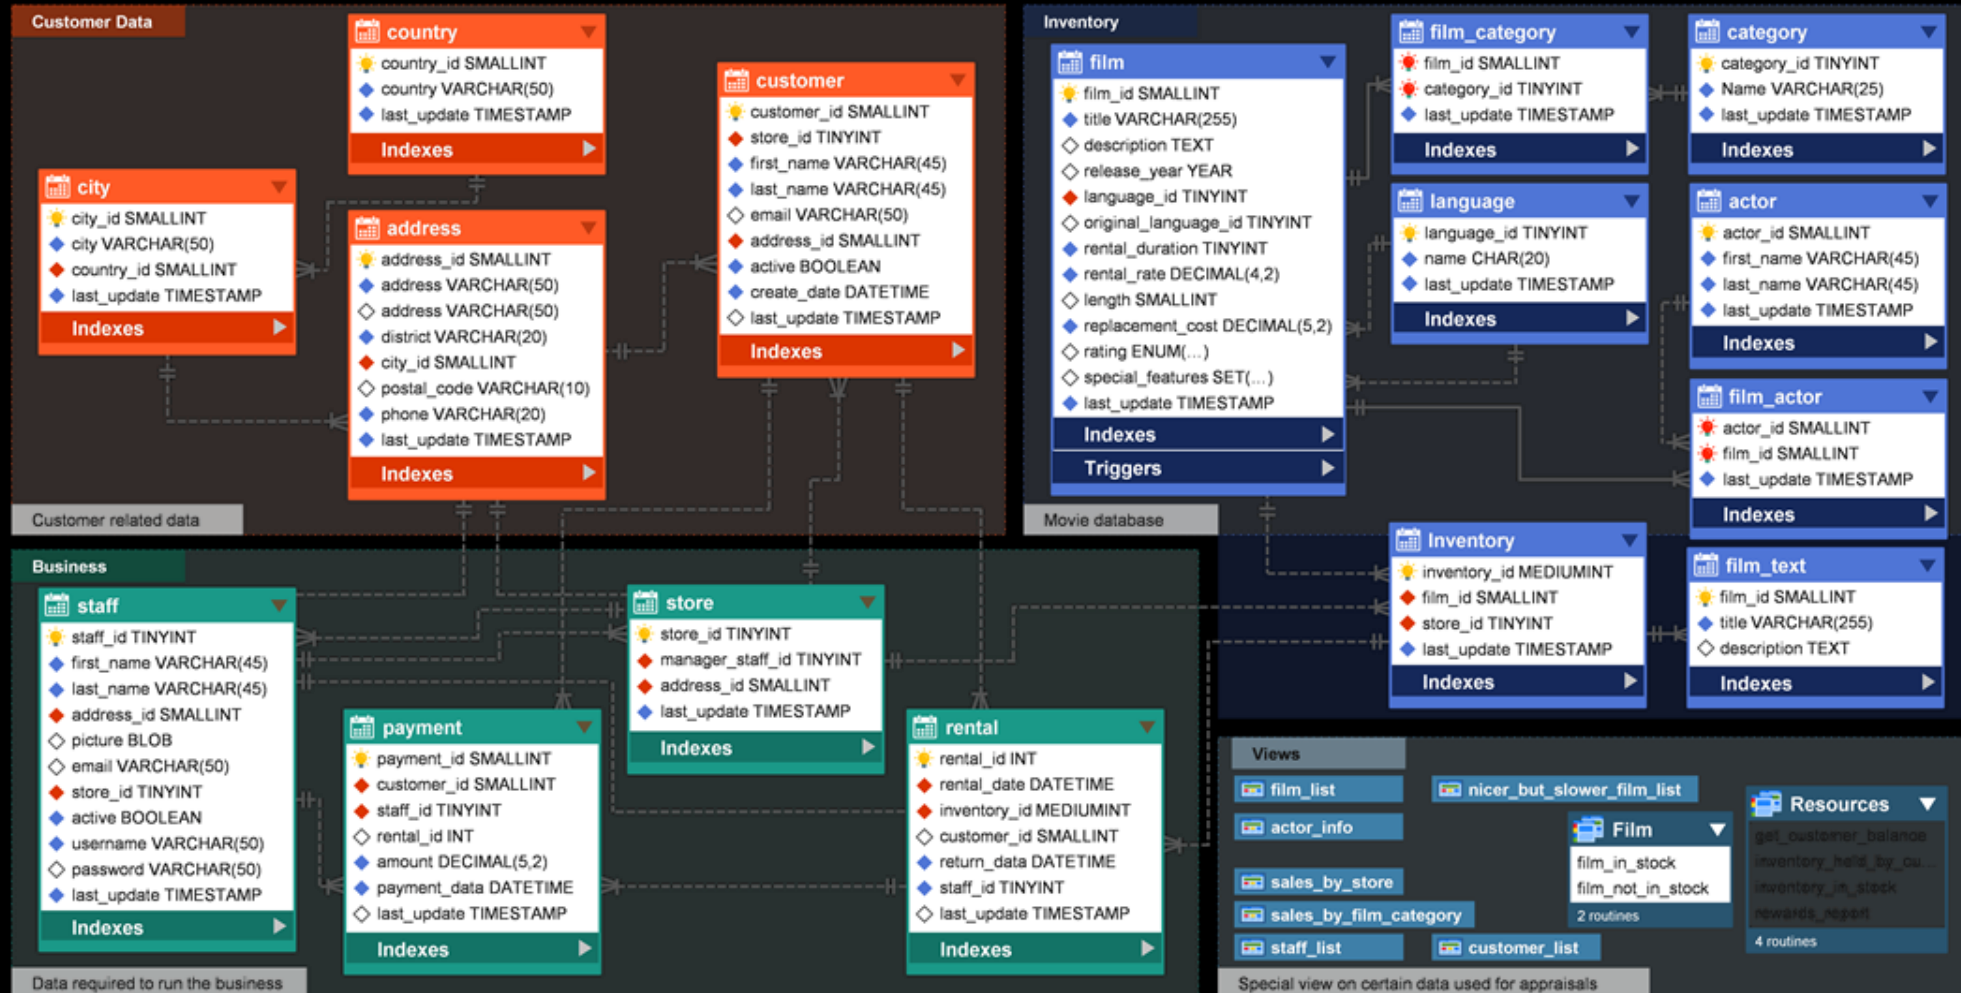 Customer Data
country
country_id SMALLINT
country VARCHAR(50)
last_update TIMESTAMP
Indexes
customer
customer_id SMALLINT
store_id TINYINT
first_name VARCHAR(45)
last_name VARCHAR(45)
email VARCHAR(50)
address_id SMALLINT
active BOOLEAN
create_date DATETIME
last_update TIMESTAMP
Indexes
city
city_id SMALLINT
city VARCHAR(50)
country_id SMALLINT
last_update TIMESTAMP
Indexes
address
address_id SMALLINT
address VARCHAR(50)
address VARCHAR(50)
district VARCHAR(20)
city_id SMALLINT
postal_code VARCHAR(10)
phone VARCHAR(20)
last_update TIMESTAMP
Indexes
Customer related data
Inventory
film
film_id SMALLINT
title VARCHAR(255)
description TEXT
release_year YEAR
language_id TINYINT
original_language_id TINYINT
rental_duration TINYINT
rental_rate DECIMAL(4,2)
length SMALLINT
replacement_cost DECIMAL(5,2)
rating ENUM(...)
special_features SET(...)
last_update TIMESTAMP
Indexes
Triggers
film_category
film_id SMALLINT
category_id TINYINT
last_update TIMESTAMP
Indexes
category
category_id TINYINT
Name VARCHAR(25)
last_update TIMESTAMP
Indexes
language
language_id TINYINT
name CHAR(20)
last_update TIMESTAMP
Indexes
actor
actor_id SMALLINT
first_name VARCHAR(45)
last_name VARCHAR(45)
last_update TIMESTAMP
Indexes
film_actor
actor_id SMALLINT
film_id SMALLINT
last_update TIMESTAMP
Indexes
Movie database
Inventory
inventory_id MEDIUMINT
film_id SMALLINT
store_id TINYINT
last_update TIMESTAMP
Indexes
film_text
film_id SMALLINT
title VARCHAR(255)
description TEXT
Indexes
Business
staff
staff_id TINYINT
first_name VARCHAR(45)
last_name VARCHAR(45)
address_id SMALLINT
picture BLOB
email VARCHAR(50)
store_id TINYINT
active BOOLEAN
username VARCHAR(50)
password VARCHAR(50)
last_update TIMESTAMP
Indexes
store
store_id TINYINT
manager_staff_id TINYINT
address_id SMALLINT
last_update TIMESTAMP
Indexes
payment
payment_id SMALLINT
customer_id SMALLINT
staff_id TINYINT
rental_id INT
amount DECIMAL(5,2)
payment_data DATETIME
last_update TIMESTAMP
Indexes
rental
rental_id INT
rental_date DATETIME
inventory_id MEDIUMINT
customer_id SMALLINT
return_data DATETIME
staff_id TINYINT
last_update TIMESTAMP
Indexes
Data required to run the business
Views
film_list
nicer_but_slower_film_list
actor_info
sales_by_store
sales_by_film_category
staff_list
customer_list
Film
film_in_stock
film_not_in_stock
2 routines
Resources
get_customer_balance
inventory_held_by_cu...
inventory_in_stock
rewards_report
4 routines
Special view on certain data used for appraisals